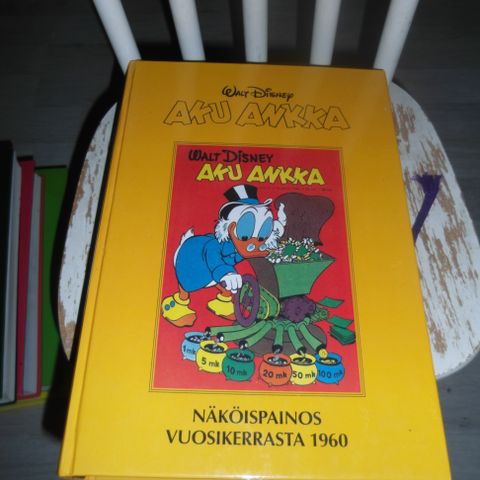 WALT DISNEY
AKU ANKKA
WALT DISNEY
AKU ANKKA
1 mk
5 mk
10 mk
20 mk
50 mk
100 mk
NÄKÖISPAINOS
VUOSIKERRASTA 1960